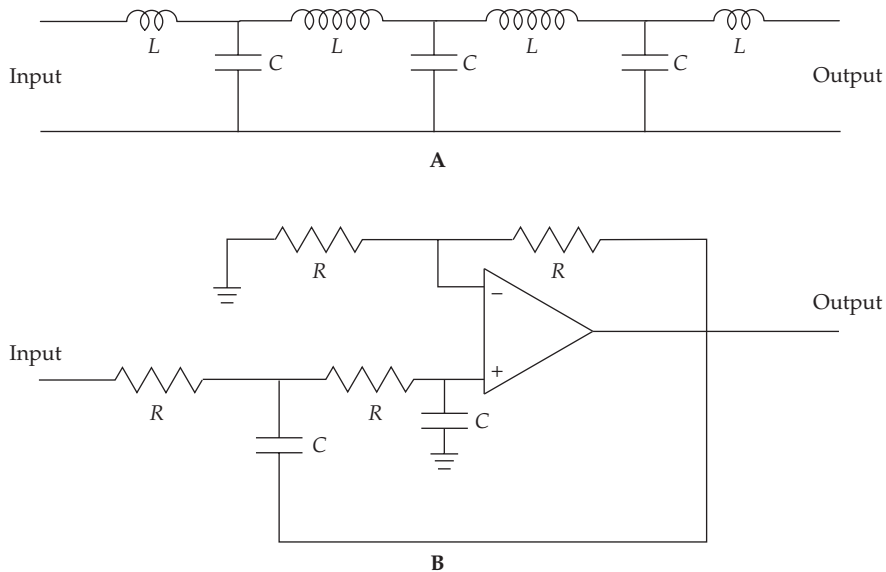 L L L L
C C C
Input Output
A
R R
−
Output
Input
+
R R
C
C
B